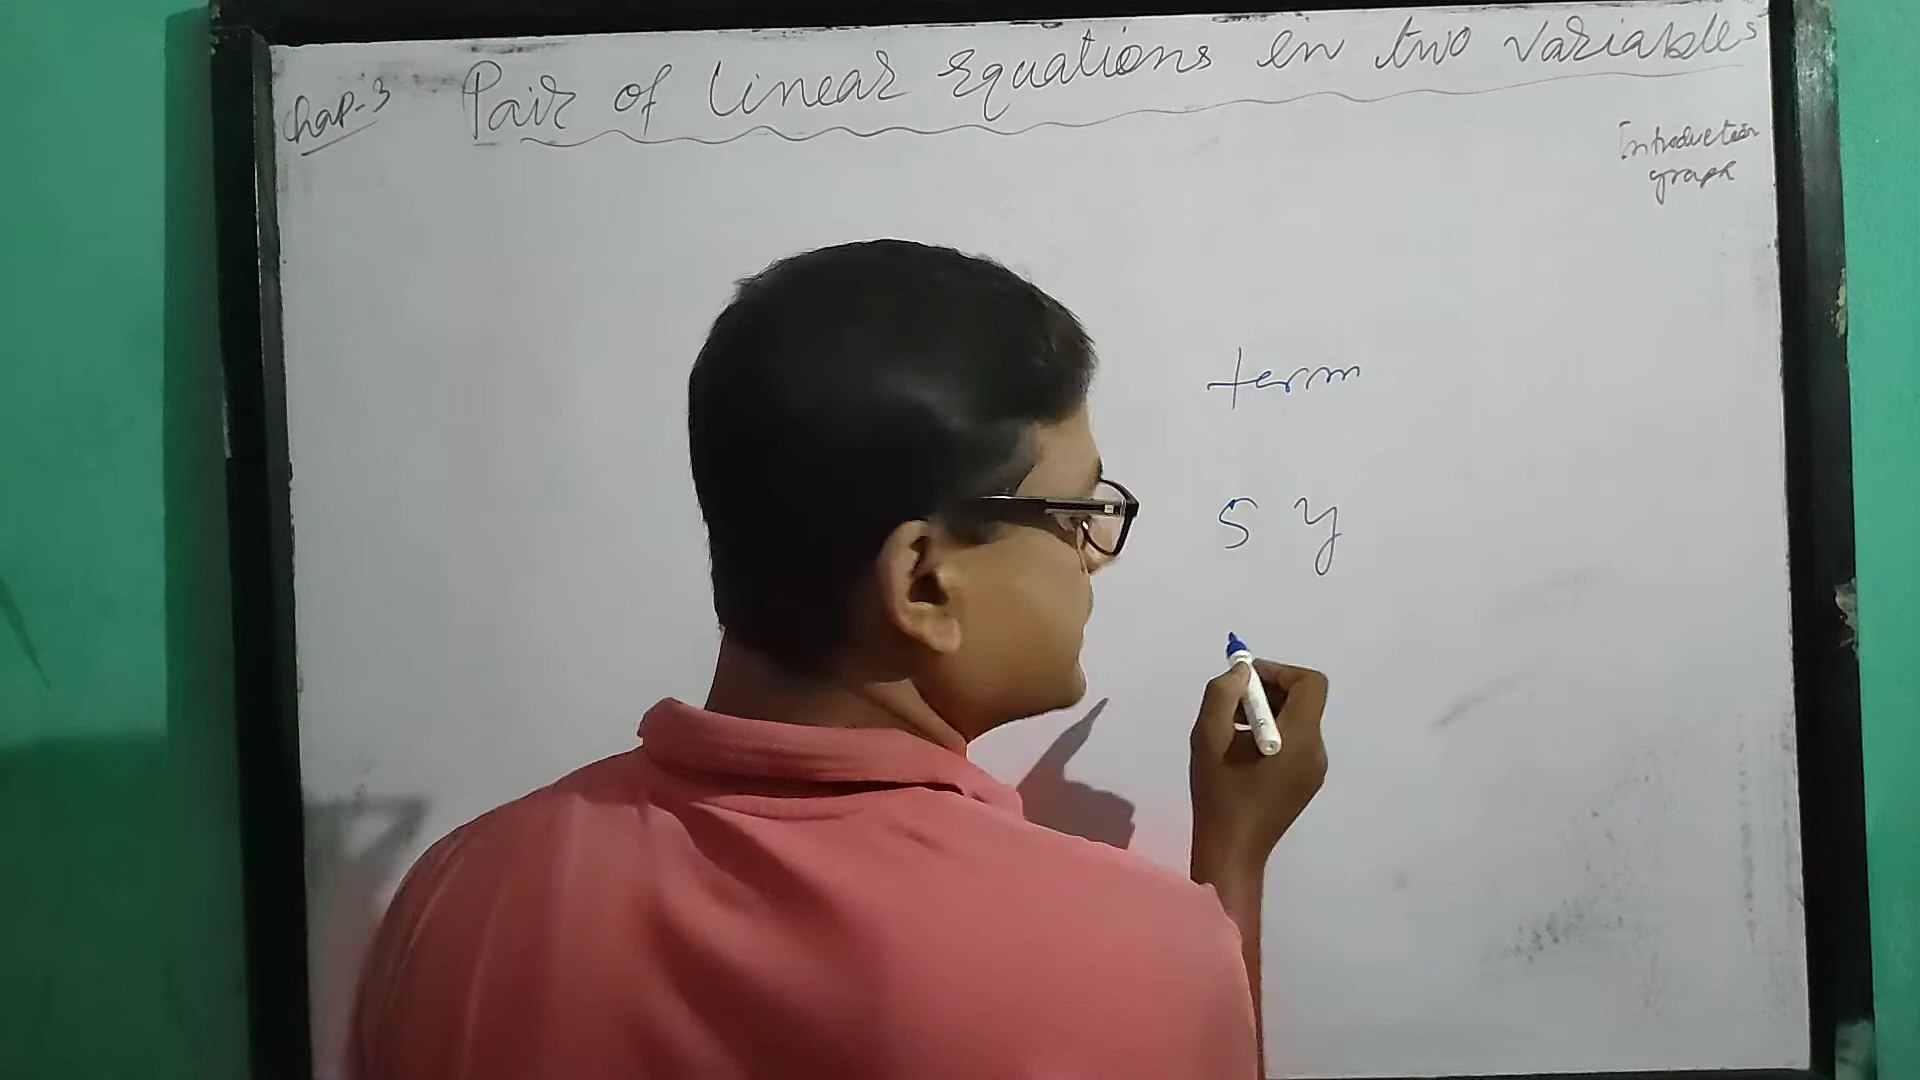 Chap-3 Pair of Linear Equations in two variables
Introduction
graph
term
5 y